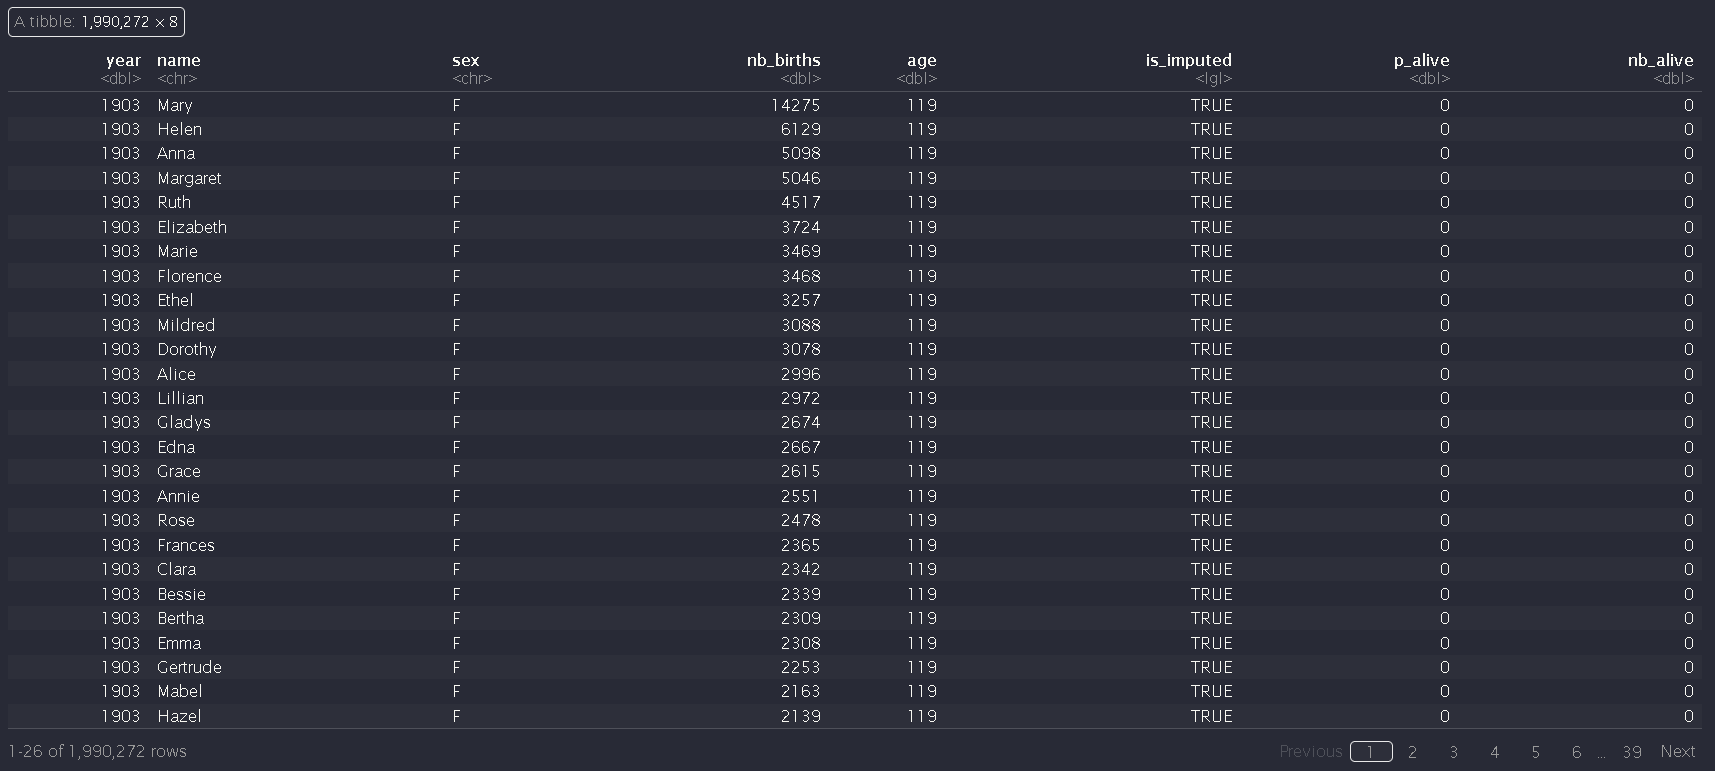 A tibble: 1,990,272 × 8
year name sex nb_births age is_imputed p_alive nb_alive
<dbl> <chr> <chr> <dbl> <dbl> <lgl> <dbl> <dbl>
1903 Mary F 14275 119 TRUE 0 0
1903 Helen F 6129 119 TRUE 0 0
1903 Anna F 5098 119 TRUE 0 0
1903 Margaret F 5046 119 TRUE 0 0
1903 Ruth F 4517 119 TRUE 0 0
1903 Elizabeth F 3724 119 TRUE 0 0
1903 Marie F 3469 119 TRUE 0 0
1903 Florence F 3468 119 TRUE 0 0
1903 Ethel F 3257 119 TRUE 0 0
1903 Mildred F 3088 119 TRUE 0 0
1903 Dorothy F 3078 119 TRUE 0 0
1903 Alice F 2996 119 TRUE 0 0
1903 Lillian F 2972 119 TRUE 0 0
1903 Gladys F 2674 119 TRUE 0 0
1903 Edna F 2667 119 TRUE 0 0
1903 Grace F 2615 119 TRUE 0 0
1903 Annie F 2551 119 TRUE 0 0
1903 Rose F 2478 119 TRUE 0 0
1903 Frances F 2365 119 TRUE 0 0
1903 Clara F 2342 119 TRUE 0 0
1903 Bessie F 2339 119 TRUE 0 0
1903 Bertha F 2309 119 TRUE 0 0
1903 Emma F 2308 119 TRUE 0 0
1903 Gertrude F 2253 119 TRUE 0 0
1903 Mabel F 2163 119 TRUE 0 0
1903 Hazel F 2139 119 TRUE 0 0
1-26 of 1,990,272 rows Previous 1 2 3 4 5 6 ... 39 Next